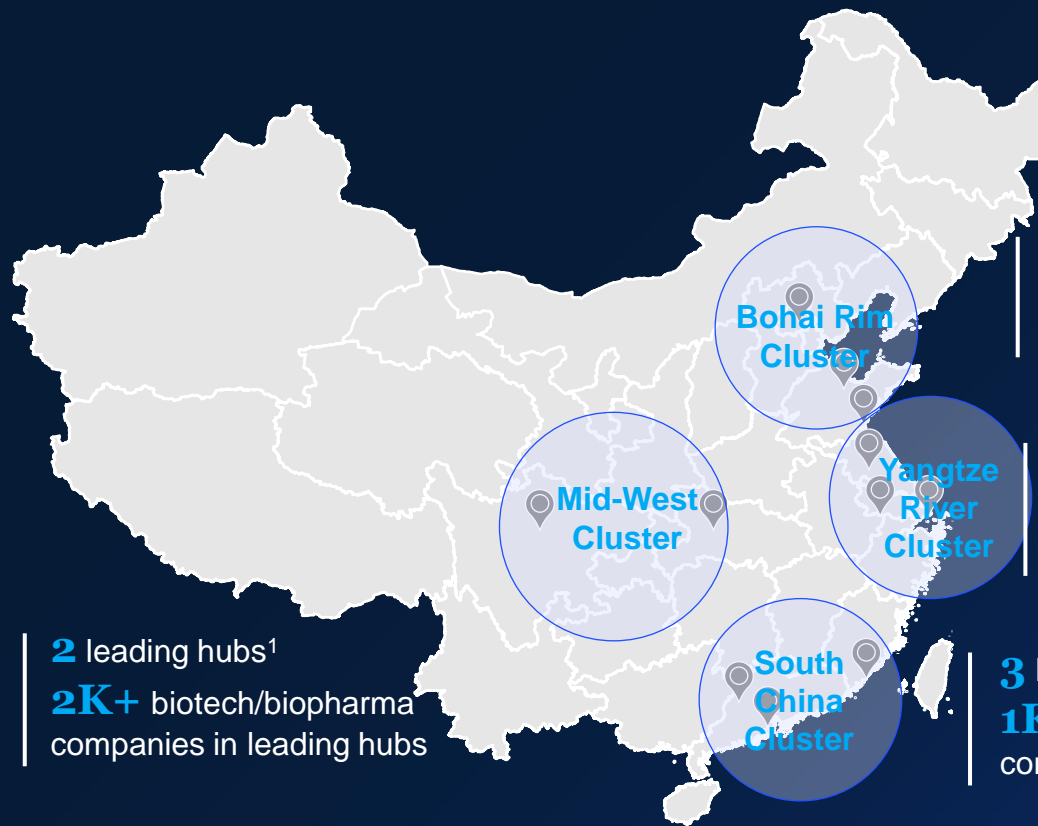 Bohai Rim
Cluster
Mid-West
Cluster
Yangtze
River
Cluster
South
China
Cluster
2 leading hubs¹
2K+ biotech/biopharma
companies in leading hubs
3
1K